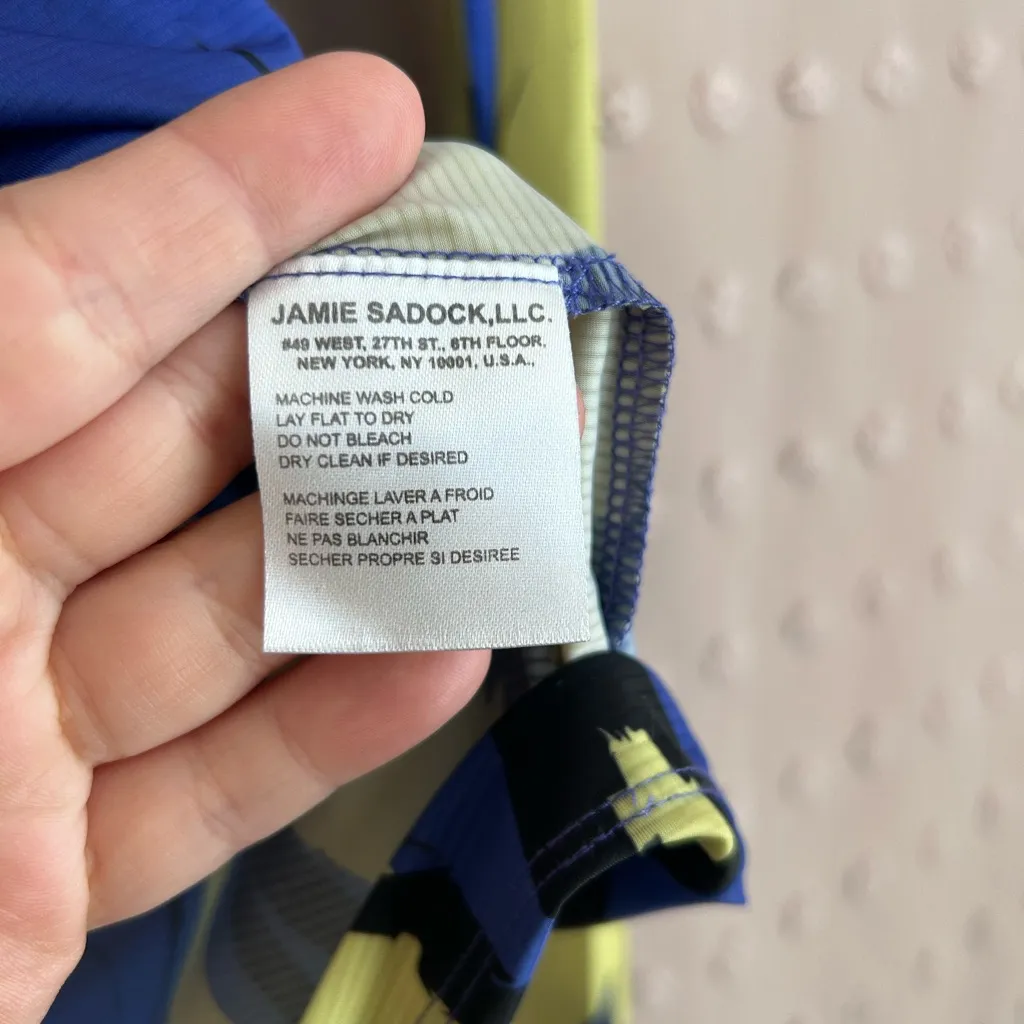 JAMIE SADOCK,LLC.
#49 WEST, 27TH ST., 6TH FLOOR.
NEW YORK, NY 10001, U.S.A..
MACHINE WASH COLD
LAY FLAT TO DRY
DO NOT BLEACH
DRY CLEAN IF DESIRED
MACHINGE LAVER A FROID
FAIRE SECHER A PLAT
NE PAS BLANCHIR
SECHER PROPRE SI DESIREE